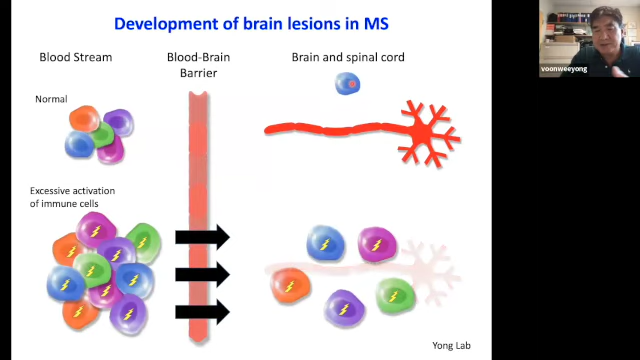 Development of brain lesions in MS
Blood Stream
Blood-Brain
Barrier
Brain and spinal cord
voonweeyong
Normal
Excessive activation
of immune cells
Yong Lab